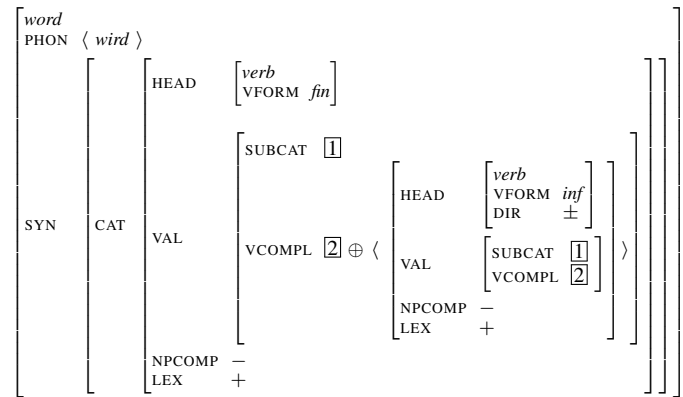 word
PHON ⟨ wird ⟩
HEAD verb
VFORM fin
SUBCAT 1
HEAD verb
VFORM inf
DIR ±
SYN CAT VAL VCOMPL 2 ⊕ ⟨ VAL SUBCAT 1 ⟩
VCOMPL 2
NPCOMP −
LEX +
NPCOMP −
LEX +